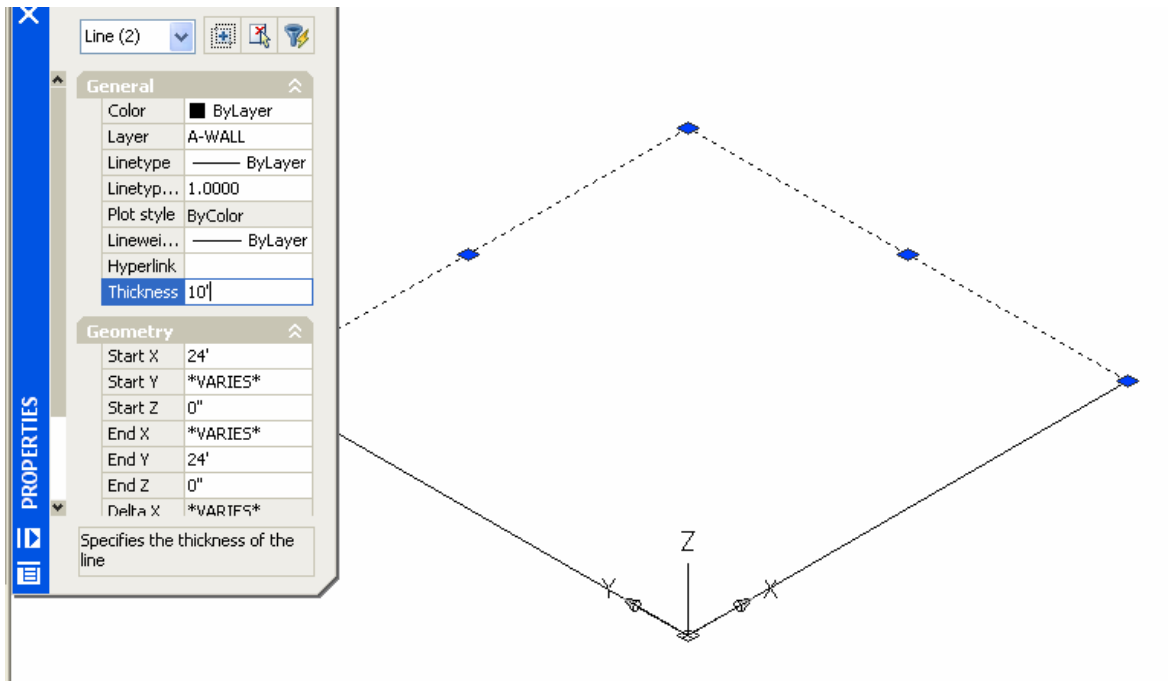 Line (2)
General
Color ByLayer
Layer A-WALL
Linetype ByLayer
Linetyp... 1.0000
Plot style ByColor
Linewei... ByLayer
Hyperlink
Thickness 10'
Geometry
Start X 24'
Start Y *VARIES*
Start Z 0"
End X *VARIES*
End Y 24'
End Z 0"
Delta X *VARIES*
Specifies the thickness of the
line
PROPERTIES
Z
Y
X